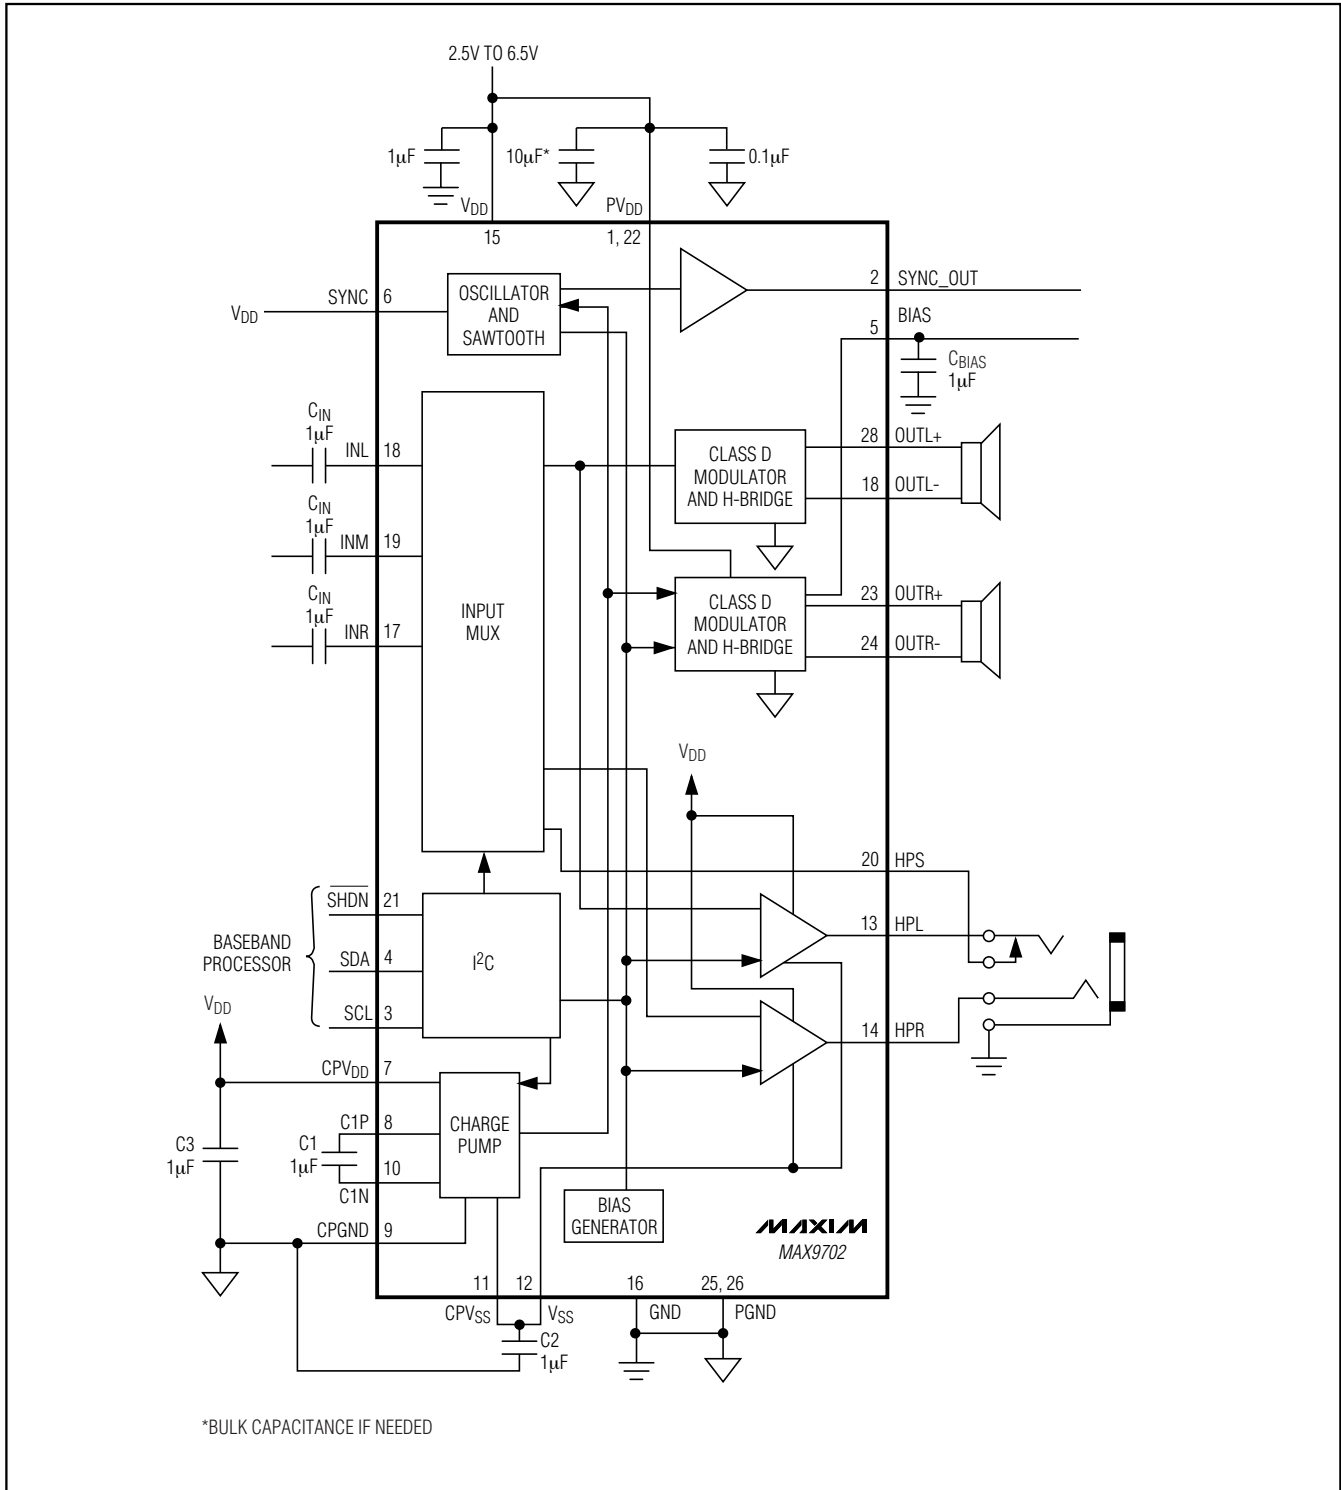 2.5V TO 6.5V
1μF
10μF*
0.1μF
VDD
PVDD
15
1, 22
SYNC
6
VDD
OSCILLATOR
AND
SAWTOOTH
2
SYNC_OUT
5
BIAS
CBIAS
1μF
CIN
1μF
INL
18
CIN
1μF
INM
19
CIN
1μF
INR
17
INPUT
MUX
CLASS D
MODULATOR
AND H-BRIDGE
28
OUTL+
18
OUTL-
CLASS D
MODULATOR
AND H-BRIDGE
23
OUTR+
24
OUTR-
VDD
20
HPS
BASEBAND
PROCESSOR
SHDN
21
SDA
4
SCL
3
I2C
13
HPL
14
HPR
VDD
CPVDD
7
C1P
8
C3
1μF
C1
1μF
10
C1N
CHARGE
PUMP
CPGND
9
BIAS
GENERATOR
MAXIM
MAX9702
11
12
16
25, 26
CPVSS
VSS
GND
PGND
C2
1μF
*BULK CAPACITANCE IF NEEDED